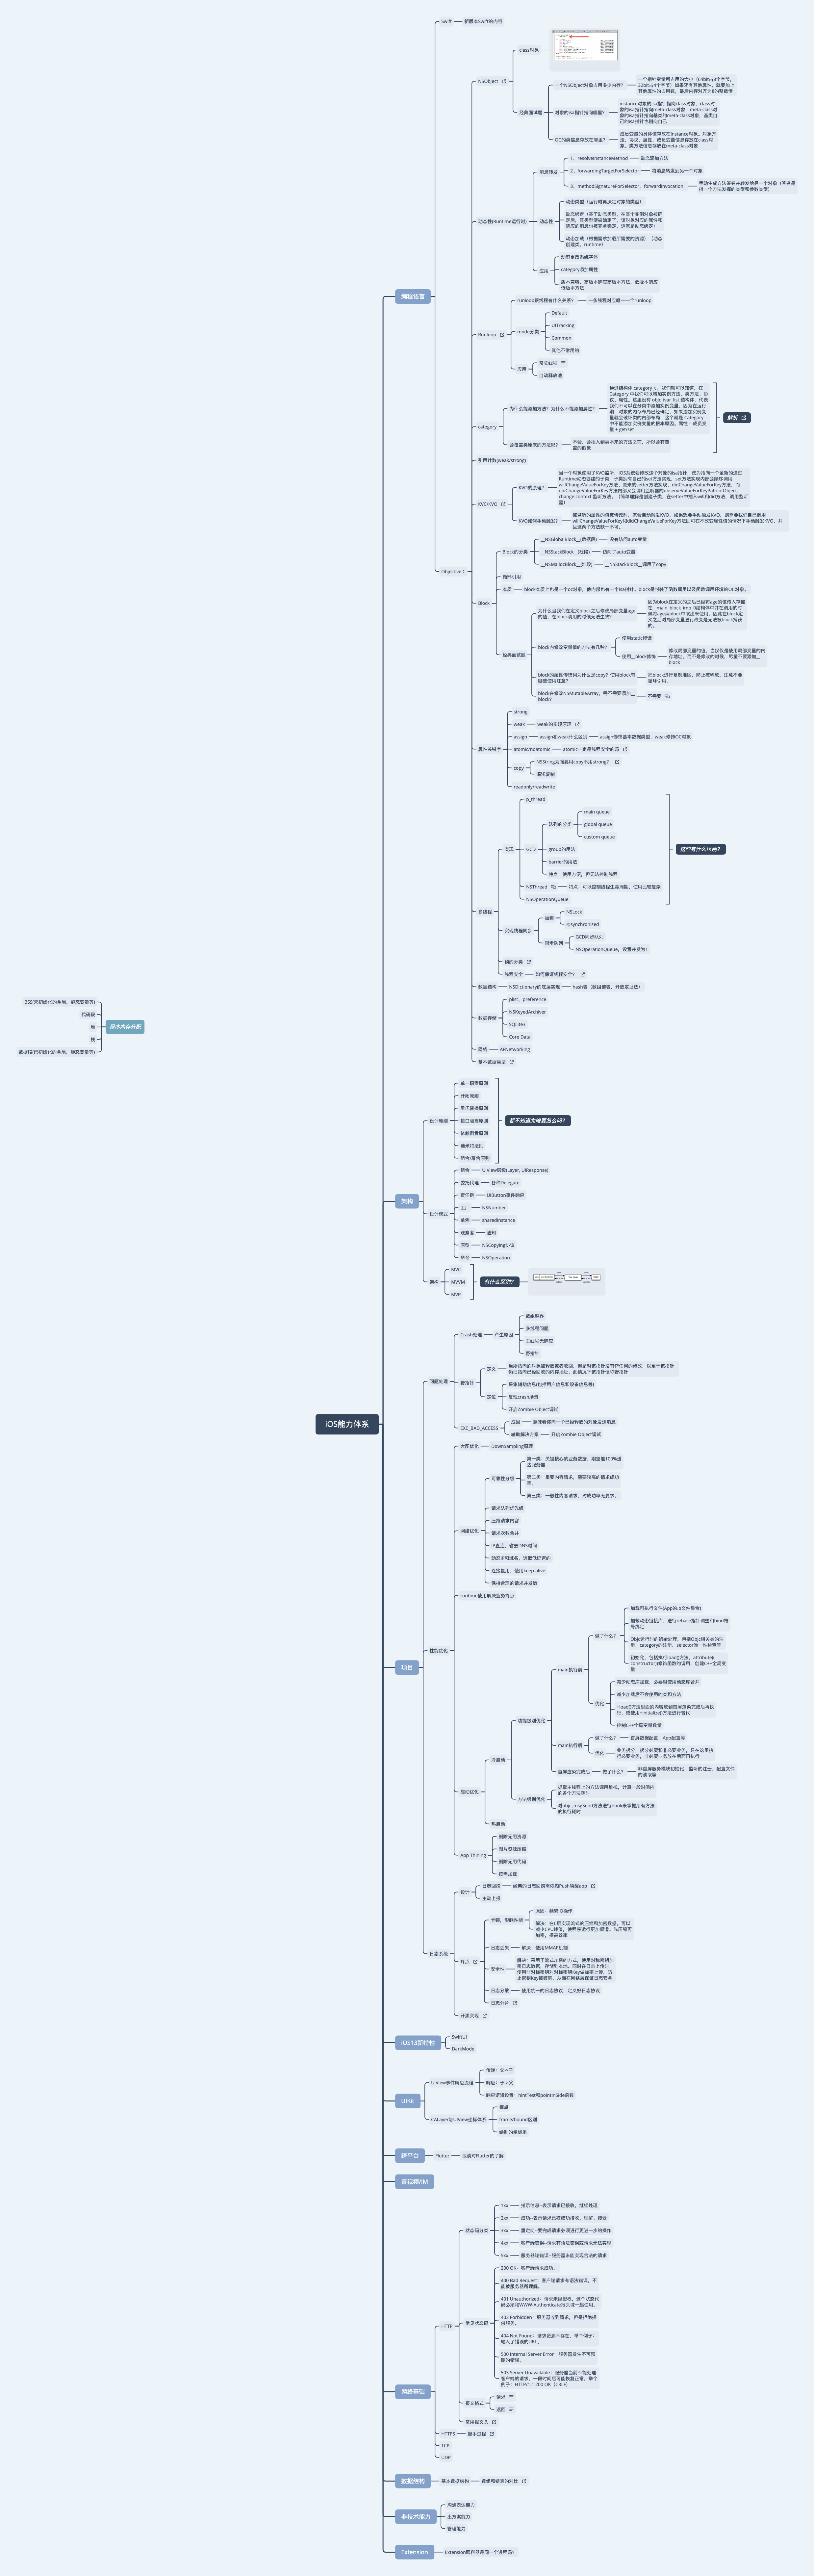 iOS能力体系
编程语言
Swift
新版本Swift的内容
Objective C
NSObject
class对象
经典面试题
一个NSObject对象占用多少内存？
一个指针变量所占用的大小（64bit占8个字节，
32bit占4个字节）如果还有其他属性，就要加上
其他属性的占用数，最后内存对齐为8的整数倍
对象的isa指针指向哪里？
instance对象的isa指针指向class对象，class对
象的isa指针指向meta-class对象，meta-class对
象的isa指针指向基类的meta-class对象，基类自
己的isa指针也指向自己
OC的类信息存放在哪里？
成员变量的具体值存放在instance对象。对象方
法，协议，属性，成员变量信息存放在class对
象。类方法信息存放在meta-class对象
动态性(Runtime运行时)
消息转发
1、resolveInstanceMethod
动态添加方法
2、forwardingTargetForSelector
将消息转发到另一个对象
3、methodSignatureForSelector、forwardInvocation
手动生成方法签名并转发给另一个对象（签名是
指一个方法发挥的类型和参数类型）
动态性
动态类型（运行时再决定对象的类型）
动态绑定（基于动态类型，在某个实例对象被确
定后，其类型便被确定了，该对象对应的属性和
响应的消息也被完全确定，这就是动态绑定）
动态加载（根据需求加载所需要的资源）（动态
创建类，runtime）
应用
动态更改系统字体
category添加属性
版本兼容，高版本响应高版本方法，低版本响应
低版本方法
Runloop
runloop跟线程有什么关系？
一条线程对应唯一一个runloop
mode分类
Default
UITracking
Common
其他不常用的
应用
常驻线程
自动释放池
category
为什么能添加方法？为什么不能添加属性？
通过结构体 category_t ，我们就可以知道，在
Category 中我们可以增加实例方法、类方法、协
议、属性。这里没有 objc_ivar_list 结构体，代表
我们不可以在分类中添加实例变量。因为在运行
期，对象的内存布局已经确定，如果添加实例变
量就会破坏类的内部布局，这个就是 Category
中不能添加实例变量的根本原因。属性 = 成员变
量 + get/set
会覆盖类原来的方法吗？
不会，会插入到类本来的方法之前，所以会有覆
盖的假象
解析
引用计数(weak/strong)
KVC/KVO
KVO的原理？
当一个对象使用了KVO监听，iOS系统会修改这个对象的isa指针，改为指向一个全新的通过
Runtime动态创建的子类，子类拥有自己的set方法实现，set方法实现内部会顺序调用
willChangeValueForKey方法、原来的setter方法实现、didChangeValueForKey方法，而
didChangeValueForKey方法内部又会调用监听器的observeValueForKeyPath:ofObject:
change:context:监听方法。（简单理解是创建子类，在setter中插入will和did方法，调用监听
器）
KVO如何手动触发？
被监听的属性的值被修改时，就会自动触发KVO。如果想要手动触发KVO，则需要我们自己调用
willChangeValueForKey和didChangeValueForKey方法即可在不改变属性值的情况下手动触发KVO，并
且这两个方法缺一不可。
Block
Block的分类
__NSGlobalBlock__(数据段)
没有访问auto变量
__NSStackBlock__(栈段)
访问了auto变量
__NSMallocBlock__(堆段)
__NSStackBlock__调用了copy
循环引用
本质
block本质上也是一个oc对象，他内部也有一个isa指针。block是封装了函数调用以及函数调用环境的OC对象。
经典面试题
为什么当我们在定义block之后修改局部变量age
的值，在block调用的时候无法生效？
因为block在定义的之后已经将age的值传入存储
在__main_block_imp_0结构体中并在调用的时
候将age从block中取出来使用，因此在block定
义之后对局部变量进行改变是无法被block捕获
的。
block内修改变量值的方法有几种？
使用static修饰
使用__block修饰
修改局部变量的值，当仅仅是使用局部变量的内
存地址，而不是修改的时候，尽量不要添加__
block
block的属性修饰词为什么是copy？使用block有
哪些使用注意？
把block进行复制堆区，防止被释放。注意不要
循环引用。
block在修改NSMutableArray，需不需要添加__
block？
不需要
属性关键字
strong
weak
weak的实现原理
assign
assign和weak什么区别
assign修饰基本数据类型，weak修饰OC对象
atomic/noatomic
atomic一定是线程安全的吗
copy
NSString为啥要用copy不用strong？
深浅复制
readonly/readwrite
多线程
实现
p_thread
GCD
队列的分类
main queue
global queue
custom queue
group的用法
barrier的用法
特点：使用方便，但无法控制线程
NSThread
特点：可以控制线程生命周期，使用比较复杂
NSOperationQueue
这些有什么区别？
实现线程同步
加锁
NSLock
@synchronized
同步队列
GCD同步队列
NSOperationQueue，设置并发为1
锁的分类
线程安全
如何保证线程安全？
数据结构
NSDictionary的底层实现
hash表（数组链表，开放定址法）
数据存储
plist、preference
NSKeyedArchiver
SQLite3
Core Data
网络
AFNetworking
基本数据类型
程序内存分配
BSS(未初始化的全局、静态变量等)
代码段
堆
栈
数据段(已初始化的全局、静态变量等)
架构
设计原则
单一职责原则
开闭原则
里氏替换原则
接口隔离原则
依赖倒置原则
迪米特法则
组合/聚合原则
都不知道为啥要怎么问？
设计模式
组合
UIView层级(Layer, UIResponse)
委托代理
各种Delegate
责任链
UIButton事件响应
工厂
NSNumber
单例
sharedInstance
观察者
通知
原型
NSCopying协议
命令
NSOperation
架构
MVC
MVVM
MVP
有什么区别？
项目
问题处理
Crash处理
产生原因
数组越界
多线程问题
主线程无响应
野指针
野指针
定义
当所指向的对象被释放或者收回，但是对该指针没有作任何的修改，以至于该指针
仍旧指向已经回收的内存地址，此情况下该指针便称野指针
定位
采集辅助信息(包括用户信息和设备信息等)
复现crash场景
开启Zombie Object调试
EXC_BAD_ACCESS
成因
意味着你向一个已经释放的对象发送消息
辅助解决方案
开启Zombie Object调试
性能优化
大图优化
DownSampling原理
网络优化
可靠性分级
第一类：关键核心的业务数据，期望能100%送
达服务器
第二类：重要内容请求，需要较高的请求成功
率。
第三类：一般性内容请求，对成功率无要求。
请求队列优先级
压缩请求内容
请求次数合并
IP直连，省去DNS时间
动态IP和域名，选取低延迟的
连接复用，使用keep-alive
保持合理的请求并发数
runtime使用解决业务难点
启动优化
冷启动
功能级别优化
main执行前
做了什么？
加载可执行文件(App的.o文件集合)
加载动态链接库，进行rebase指针调整和bind符
号绑定
Objc运行时的初始处理，包括Objc相关类的注
册，category的注册，selector唯一性检查等
初始化，包括执行load()方法，attribute((
constructor))修饰函数的调用，创建C++全局变
量
优化
减少动态库加载，必要时使用动态库合并
减少加载后不会使用的类和方法
+load()方法里面的内容放到首屏渲染完成后再执
行，或使用+initialize()方法进行替代
控制C++全局变量数量
main执行后
做了什么？
首屏数据配置，App配置等
优化
业务拆分，拆分必要和非必要业务，只在这里执
行必要业务，非必要业务放在后面再执行
首屏渲染完成后
做了什么？
非首屏服务模块初始化，监听的注册，配置文件
的读取等
方法级别优化
抓取主线程上的方法调用堆栈，计算一段时间内
的各个方法耗时
对objc_msgSend方法进行hook来掌握所有方法
的执行耗时
热启动
App Thining
删除无用资源
图片资源压缩
删除无用代码
按需加载
日志系统
设计
日志回捞
经典的日志回捞需依赖Push唤醒app
主动上报
难点
卡顿，影响性能
原因：频繁IO操作
解决：在C层实现流式的压缩和加密数据，可以
减少CPU峰值，使程序运行更加顺滑。先压缩再
加密，提高效率
日志丢失
解决：使用MMAP机制
安全性
解决：采用了流式加密的方式，使用对称密钥加
密日志数据，存储到本地。同时在日志上传时，
使用非对称密钥对对称密钥Key做加密上传，防
止密钥Key被破解，从而在网络层保证日志安全
日志分散
使用统一的日志协议，定义好日志协议
日志分片
开源实现
iOS13新特性
SwiftUI
DarkMode
UIKit
UIView事件响应流程
传递：父->子
响应：子->父
响应逻辑设置：hintTest和pointInSide函数
CALayer与UIView坐标体系
锚点
frame/bound区别
绘制的坐标系
跨平台
Flutter
谈谈对Flutter的了解
音视频/IM
网络基础
HTTP
状态码分类
1xx
指示信息--表示请求已接收，继续处理
2xx
成功--表示请求已被成功接收、理解、接受
3xx
重定向--要完成请求必须进行更进一步的操作
4xx
客户端错误--请求有语法错误或请求无法实现
5xx
服务器端错误--服务器未能实现合法的请求
常见状态码
200 OK：客户端请求成功。
400 Bad Request：客户端请求有语法错误，不
能被服务器所理解。
401 Unauthorized：请求未经授权，这个状态代
码必须和WWW-Authenticate报头域一起使用。
403 Forbidden：服务器收到请求，但是拒绝提
供服务。
404 Not Found：请求资源不存在，举个例子：
输入了错误的URL。
500 Internal Server Error：服务器发生不可预
期的错误。
503 Server Unavailable：服务器当前不能处理
客户端的请求，一段时间后可能恢复正常，举个
例子：HTTP/1.1 200 OK（CRLF）
报文格式
请求
返回
常用报文头
HTTPS
握手过程
TCP
UDP
数据结构
基本数据结构
数组和链表的对比
非技术能力
沟通表达能力
出方案能力
管理能力
Extension
Extension跟容器是同一个进程吗？